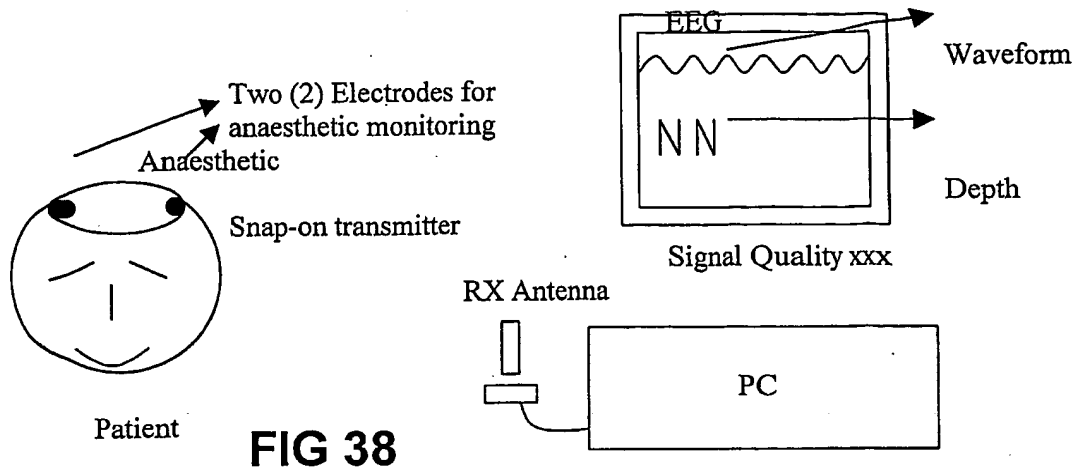 EEG
Waveform
Two (2) Electrodes for
anaesthetic monitoring
Anaesthetic
NN
Depth
Snap-on transmitter
Signal Quality xxx
RX Antenna
PC
Patient
FIG 38